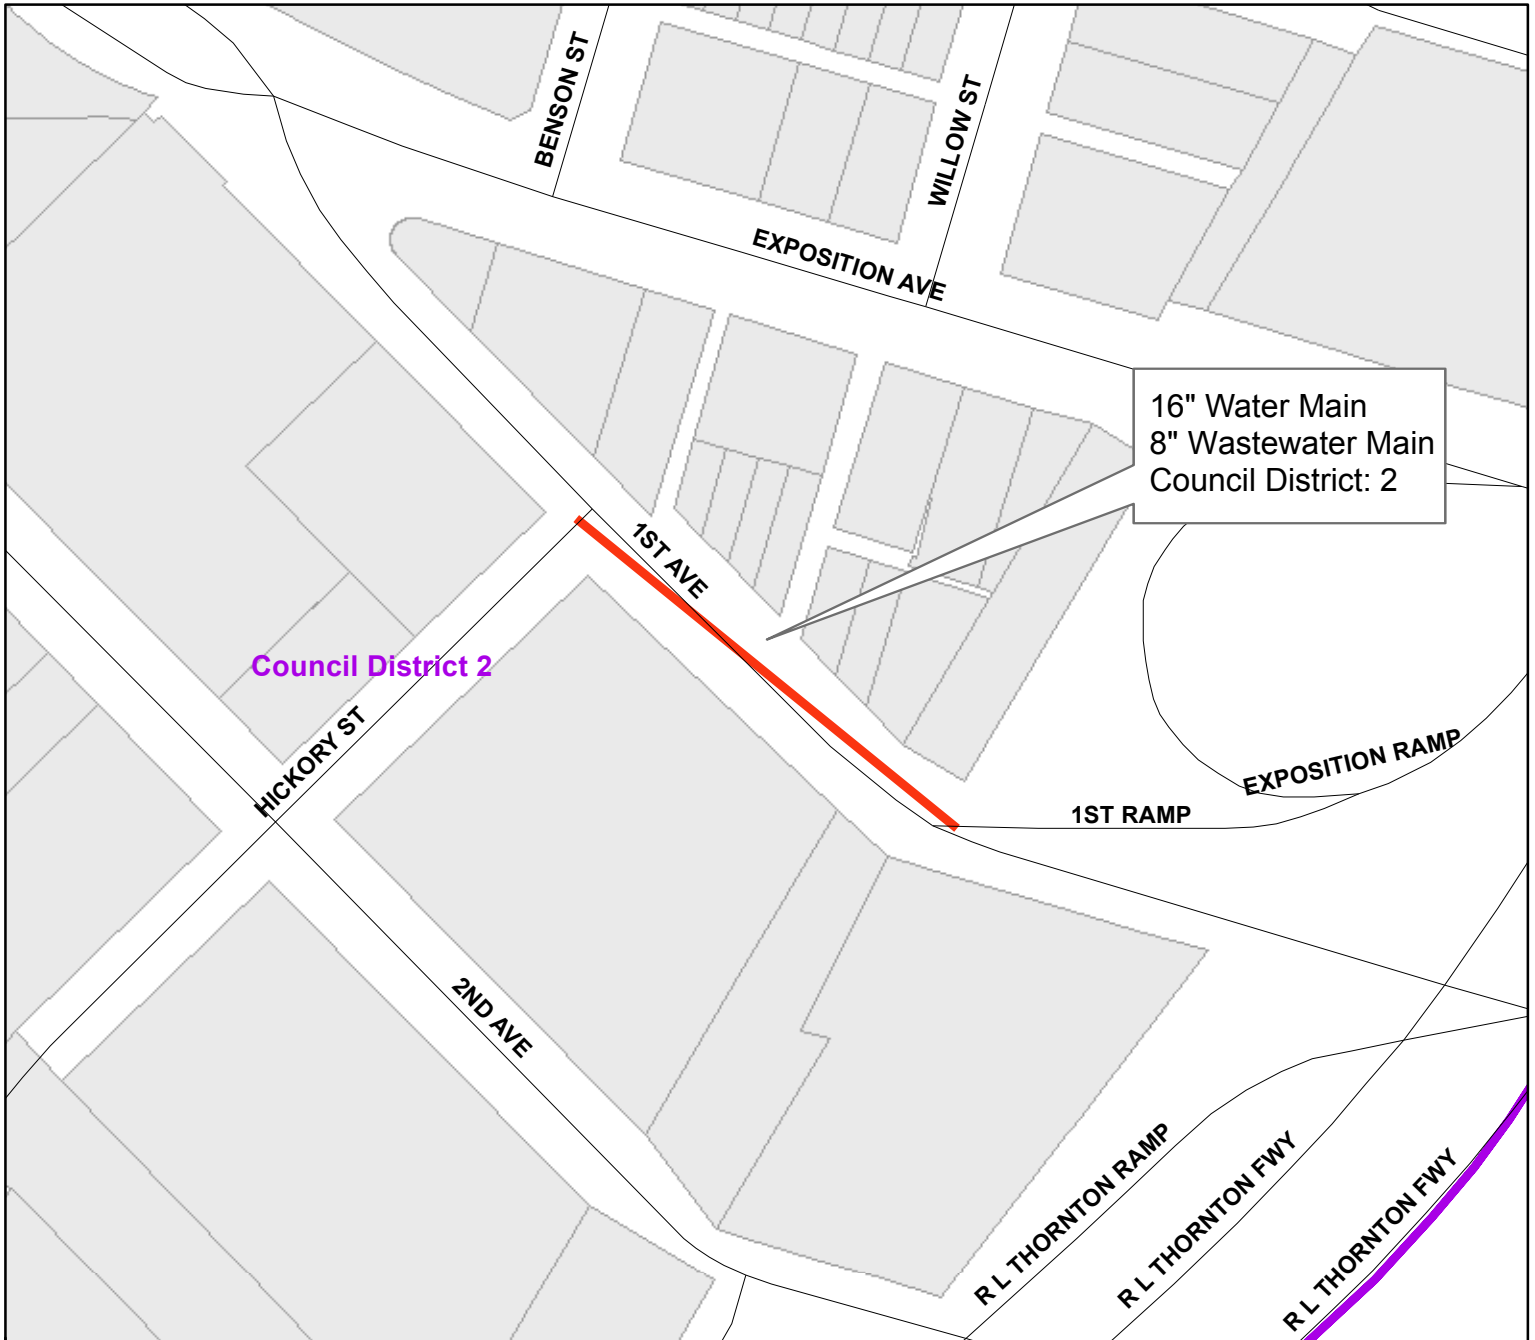 BENSON ST
WILLOW ST
EXPOSITION AVE
16" Water Main
8" Wastewater Main
Council District: 2
1ST AVE
Council District 2
HICKORY ST
EXPOSITION RAMP
1ST RAMP
2ND AVE
R L THORNTON RAMP
R L THORNTON FWY
R L THORNTON FWY